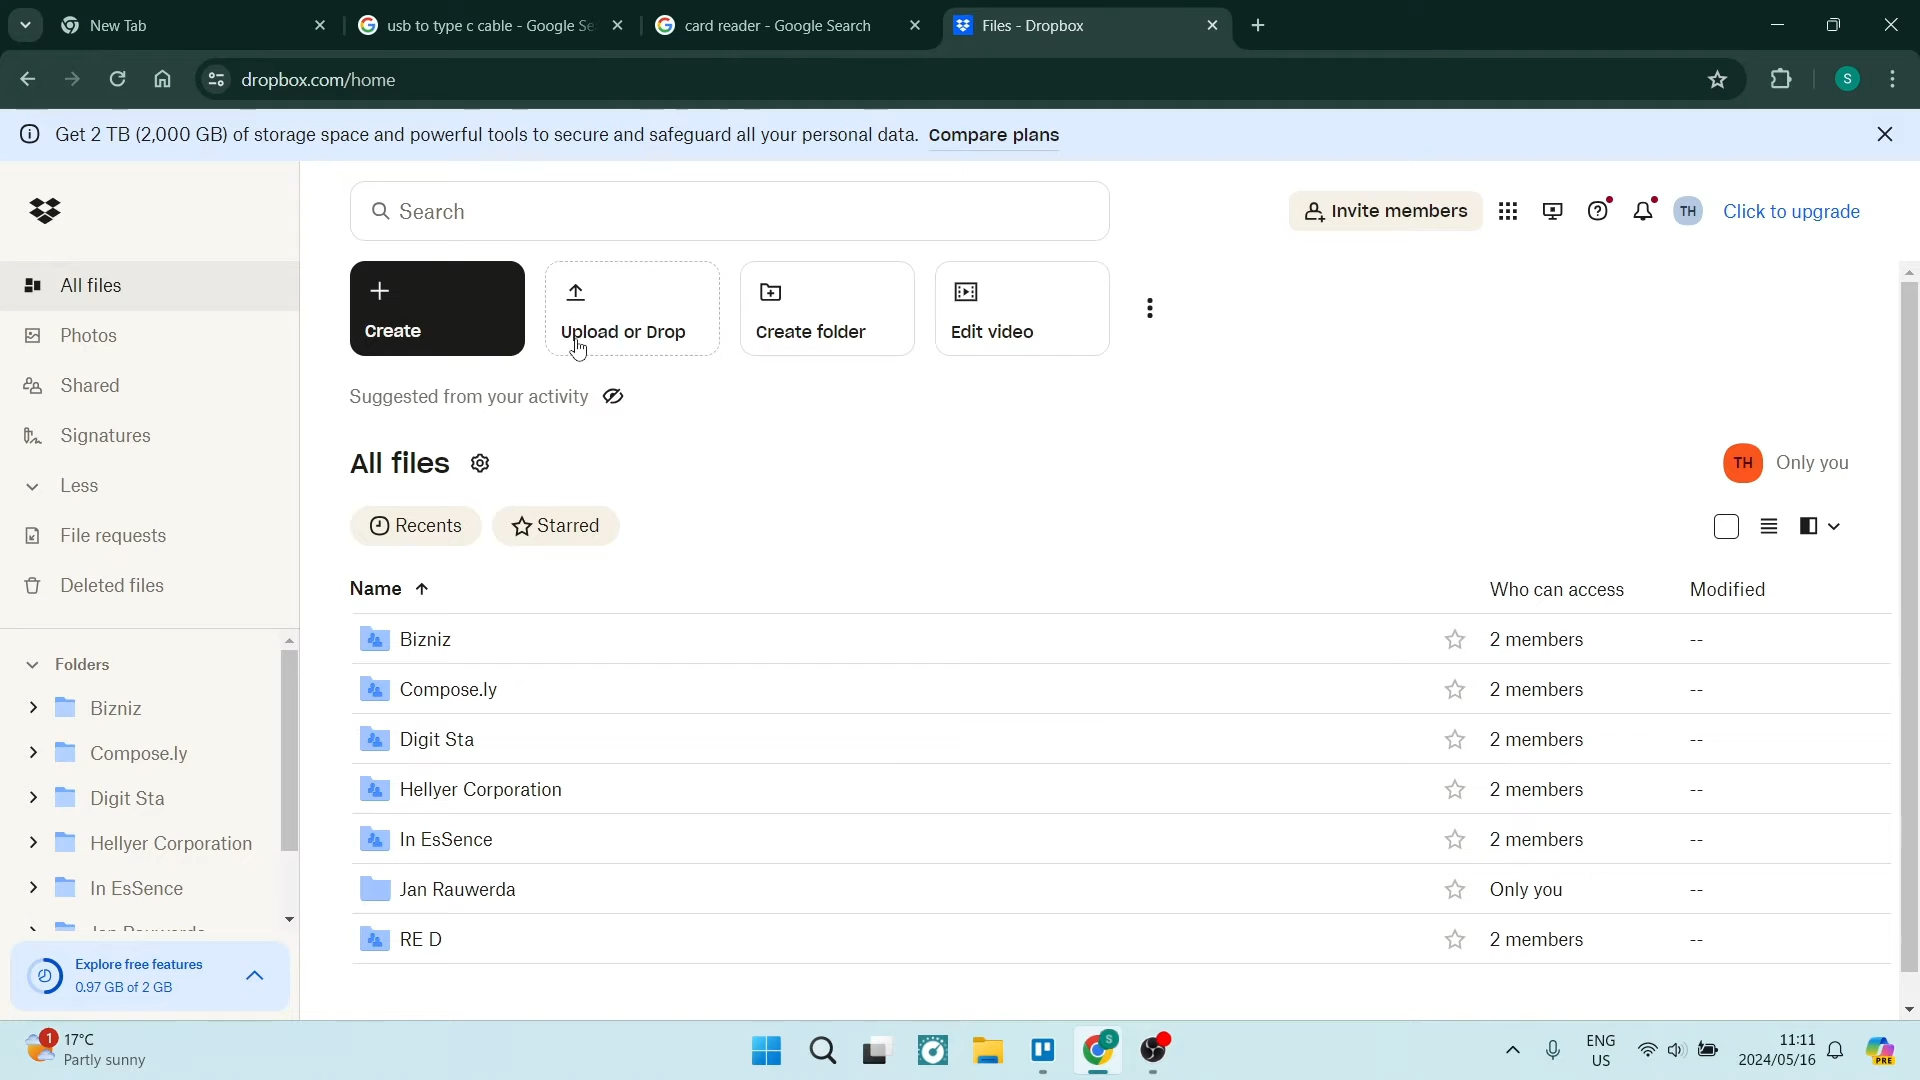 New Tab
usb to type c cable - Google Se
card reader - Google Search
Files - Dropbox
dropbox.com/home
S
Get 2 TB (2,000 GB) of storage space and powerful tools to secure and safeguard all your personal data. Compare plans
Search
Invite members
TH
Click to upgrade
All files
Photos
Shared
Signatures
Less
File requests
Deleted files
Folders
Bizniz
Compose.ly
Digit Sta
Hellyer Corporation
In EsSence
Explore free features
0.97 GB of 2 GB
Create
Upload or Drop
Create folder
Edit video
Suggested from your activity
All files
TH Only you
Recents
Starred
Name Who can access Modified
Bizniz 2 members --
Compose.ly 2 members --
Digit Sta 2 members --
Hellyer Corporation 2 members --
In EsSence 2 members --
Jan Rauwerda Only you --
RE D 2 members --
1
17°C
Partly sunny
S
ENG
US
11:11
2024/05/16
PRE